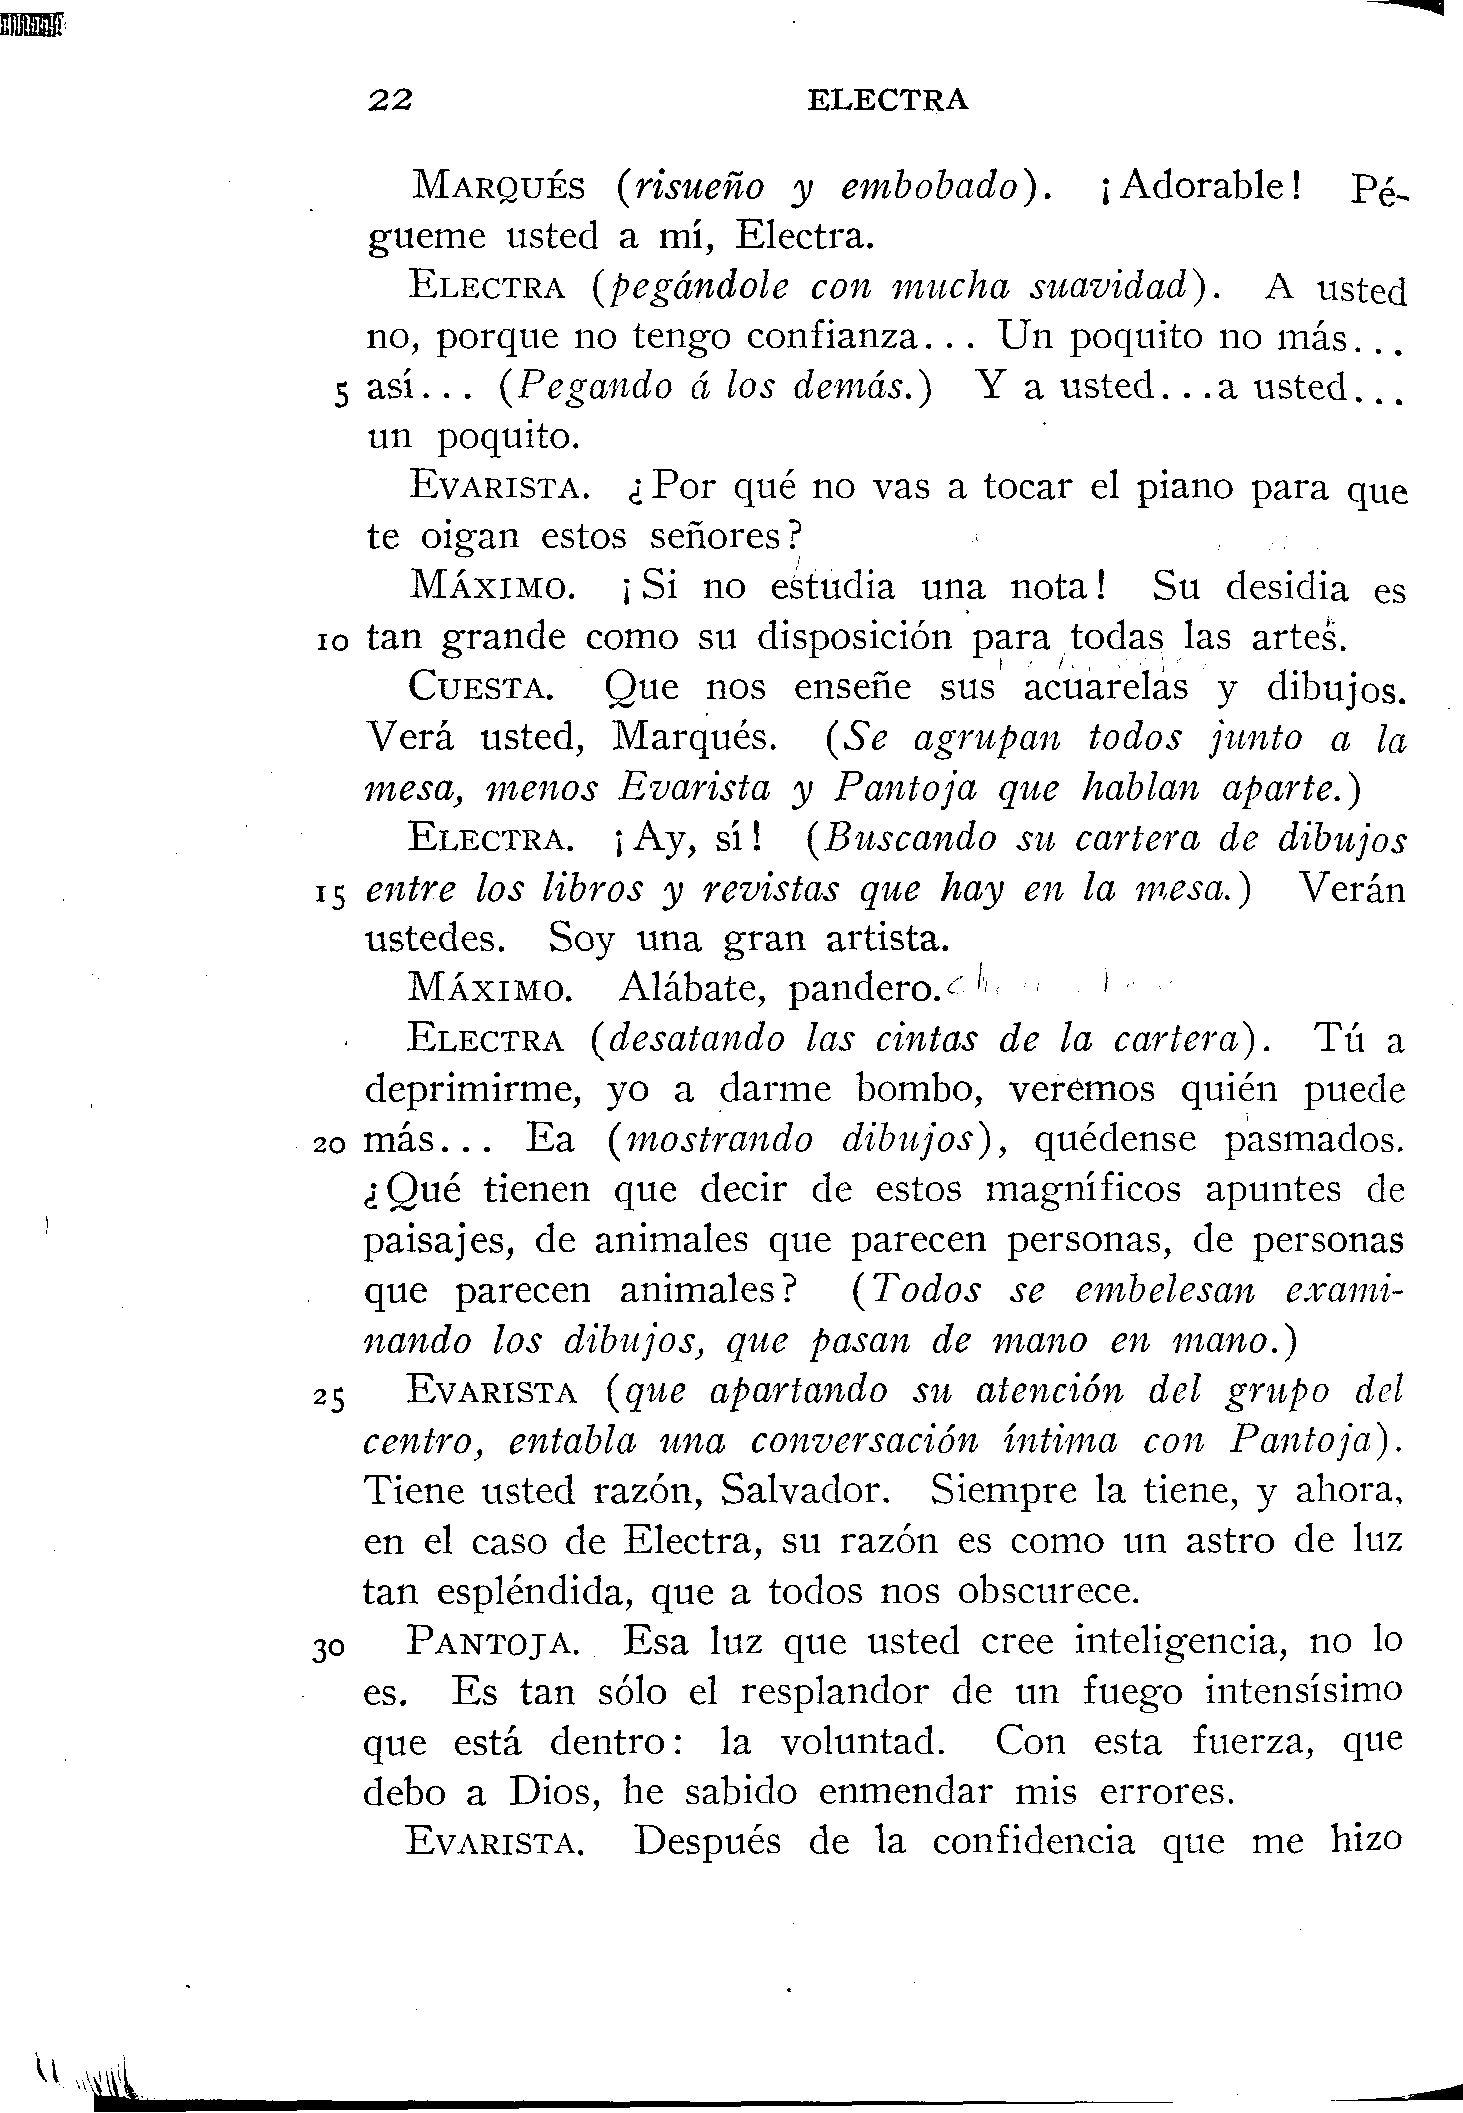 22 ELECTRA
MARQUÉS (risueño y embobado). ¡Adorable! Pé-
gueme usted a mí, Electra.
ELECTRA (pegándole con mucha suavidad). A usted
no, porque no tengo confianza... Un poquito no más...
5 así... (Pegando á los demás.) Y a usted...a usted...
un poquito.
EVARISTA. ¿Por qué no vas a tocar el piano para que
te oigan estos señores?
MÁXIMO. ¡Si no estudia una nota! Su desidia es
10 tan grande como su disposición para todas las artes.
CUESTA. Que nos enseñe sus acuarelas y dibujos.
Verá usted, Marqués. (Se agrupan todos junto a la
mesa, menos Evarista y Pantoja que hablan aparte.)
ELECTRA. ¡Ay, sí! (Buscando su cartera de dibujos
15 entre los libros y revistas que hay en la mesa.) Verán
ustedes. Soy una gran artista.
MÁXIMO. Alábate, pandero.
ELECTRA (desatando las cintas de la cartera). Tú a
deprimirme, yo a darme bombo, veremos quién puede
20 más... Ea (mostrando dibujos), quédense pasmados.
¿Qué tienen que decir de estos magníficos apuntes de
paisajes, de animales que parecen personas, de personas
que parecen animales? (Todos se embelesan exami-
nando los dibujos, que pasan de mano en mano.)
25 EVARISTA (que apartando su atención del grupo del
centro, entabla una conversación íntima con Pantoja).
Tiene usted razón, Salvador. Siempre la tiene, y ahora,
en el caso de Electra, su razón es como un astro de luz
tan espléndida, que a todos nos obscurece.
30 PANTOJA. Esa luz que usted cree inteligencia, no lo
es. Es tan sólo el resplandor de un fuego intensísimo
que está dentro: la voluntad. Con esta fuerza, que
debo a Dios, he sabido enmendar mis errores.
EVARISTA. Después de la confidencia que me hizo